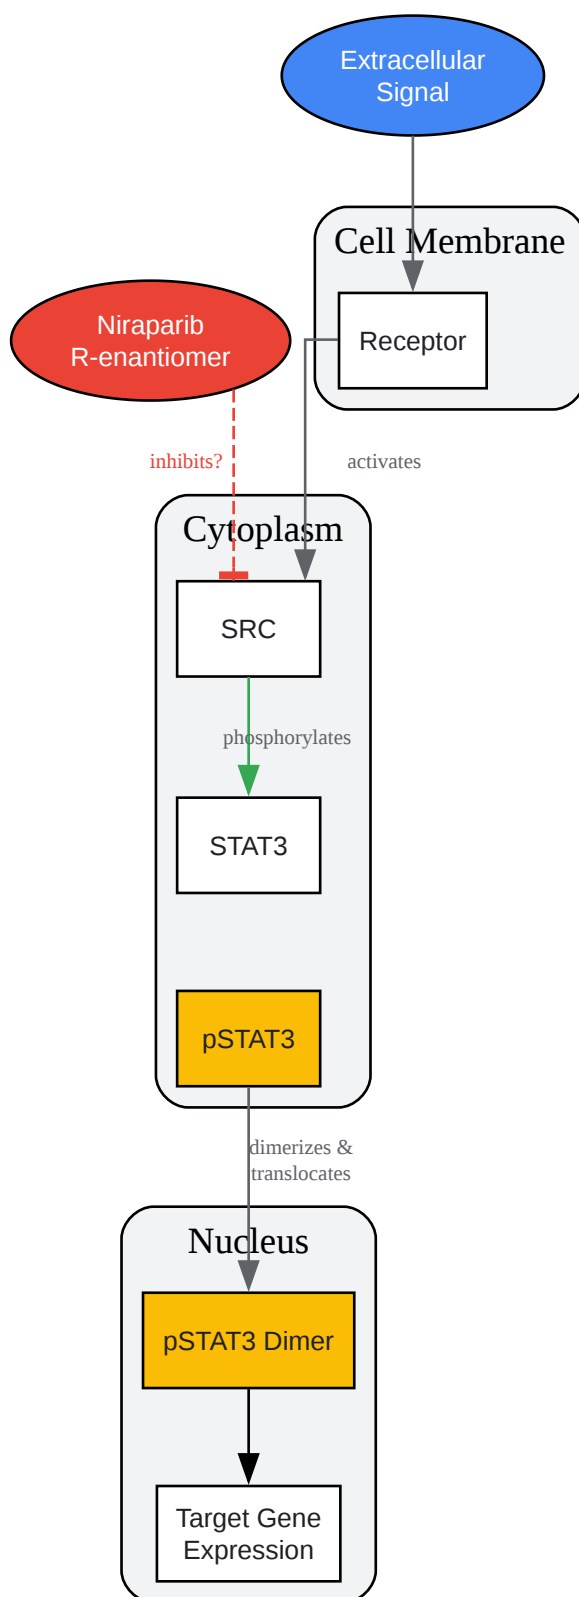 Extracellular
Signal
Cell Membrane
Receptor
Niraparib
R-enantiomer
inhibits?
activates
Cytoplasm
SRC
phosphorylates
STAT3
pSTAT3
dimerizes &
translocates
Nucleus
pSTAT3 Dimer
Target Gene
Expression